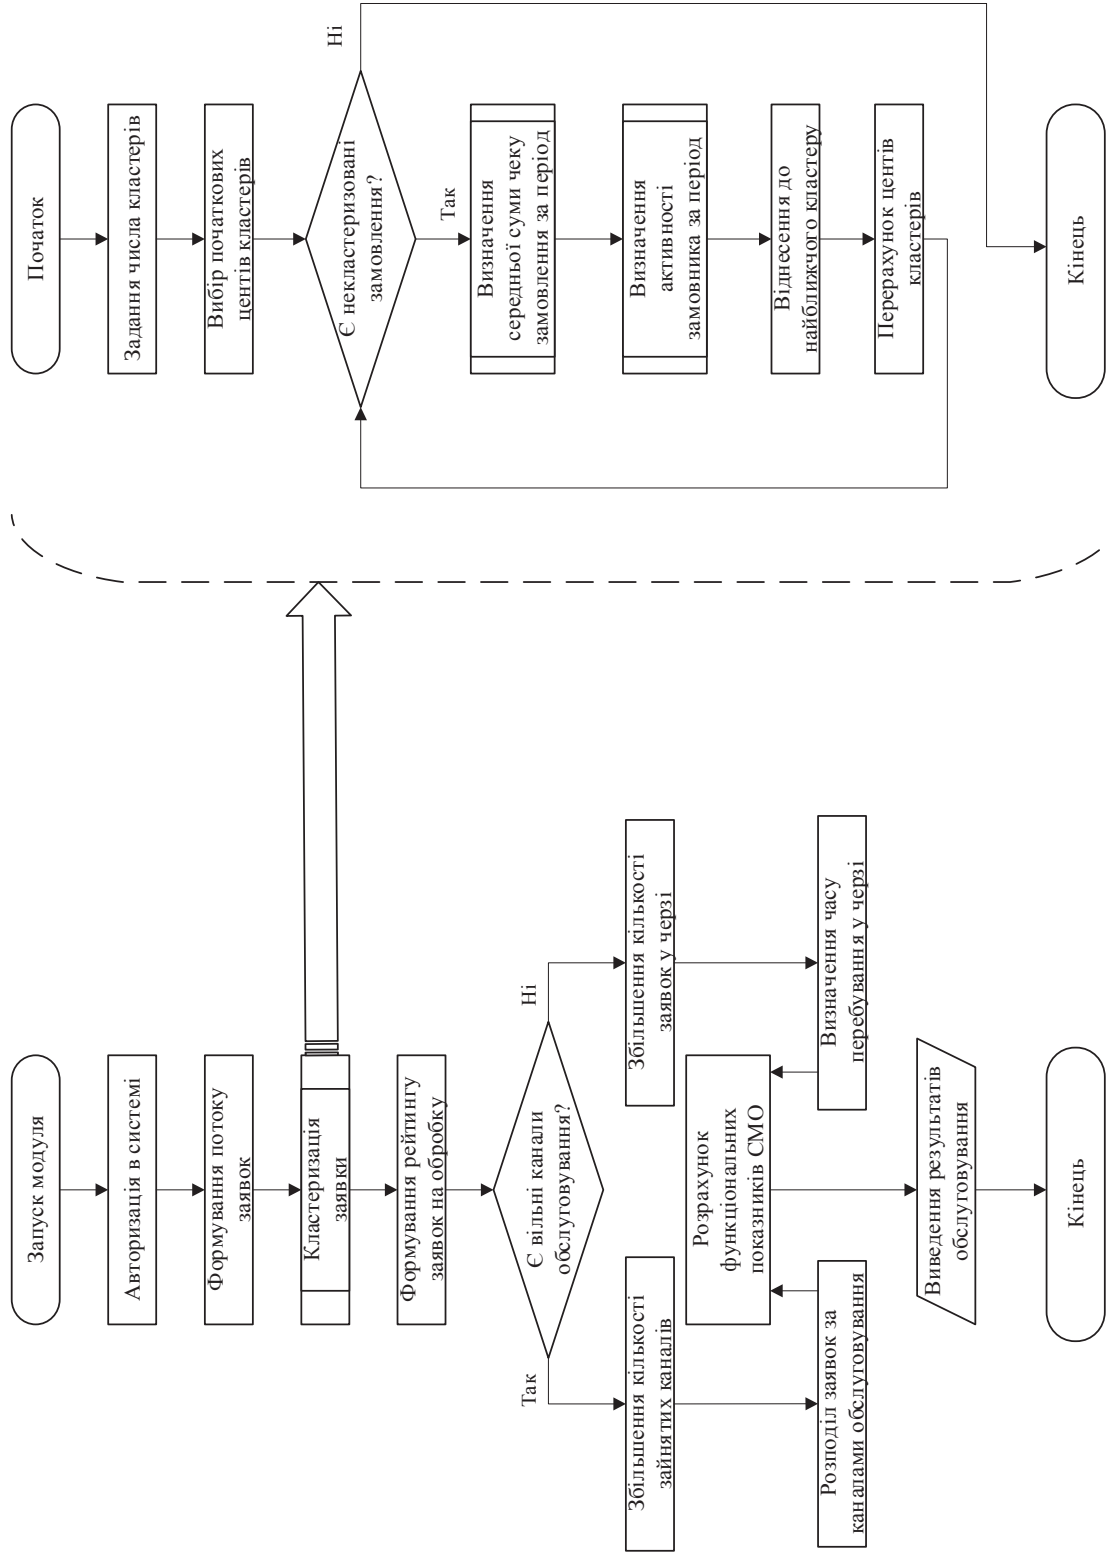 Запуск модуля
Авторизація в системі
Формування потоку
заявок
Кластеризація
заявки
Формування рейтингу
заявок на обробку
Є вільні канали
обслуговування?
Так
Ні
Збільшення кількості
зайнятих каналів
Збільшення кількості
заявок у черзі
Розрахунок
функціональних
показників СМО
Розподіл заявок за
каналами обслуговування
Визначення часу
перебування у черзі
Виведення результатів
обслуговування
Кінець
Початок
Задання числа кластерів
Вибір початкових
центів кластерів
Є некластеризовані
замовлення?
Ні
Так
Визначення
середньої суми чеку
замовлення за період
Визначення
активності
замовника за період
Віднесення до
найближчого кластеру
Перерахунок центів
кластерів
Кінець